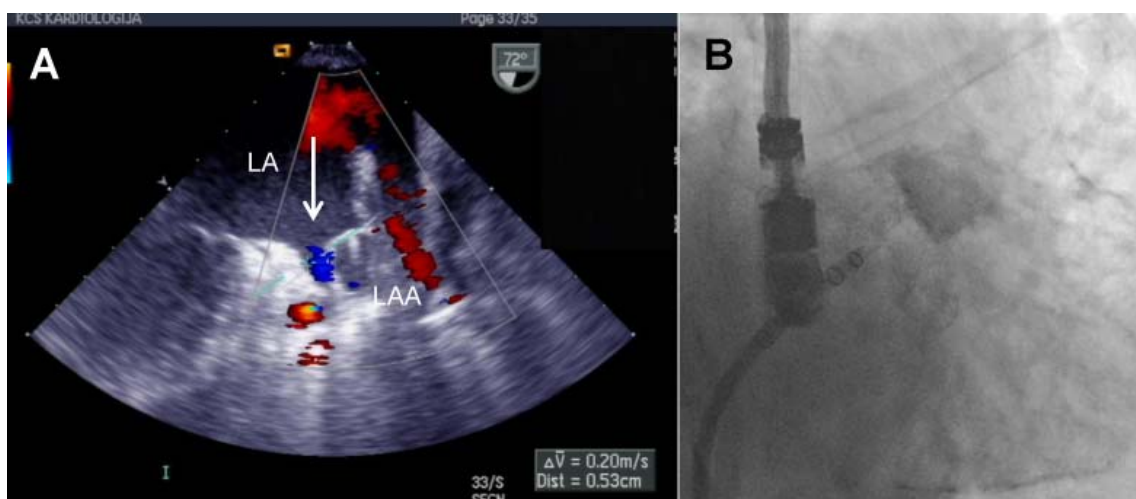 KCS KARDIOLOGIJA
Page 33/35
A
B
72°
LA
LAA
I
33/S
ΔV̄ = 0.20m/s
Dist = 0.53cm